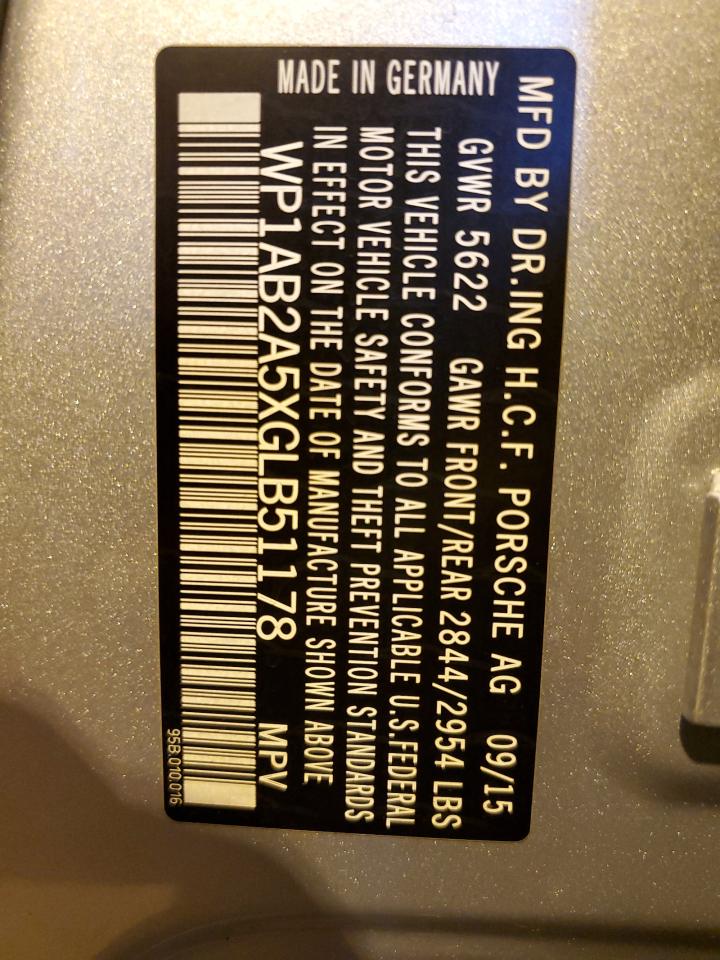 MFD BY DR.ING H.C.F. PORSCHE AG 09/15
GVWR 5622 GAWR FRONT/REAR 2844/2954 LBS
THIS VEHICLE CONFORMS TO ALL APPLICABLE U.S.FEDERAL
MOTOR VEHICLE SAFETY AND THEFT PREVENTION STANDARDS
IN EFFECT ON THE DATE OF MANUFACTURE SHOWN ABOVE
WP1AB2A5XGLB51178 MPV
95B.010.016
MADE IN GERMANY